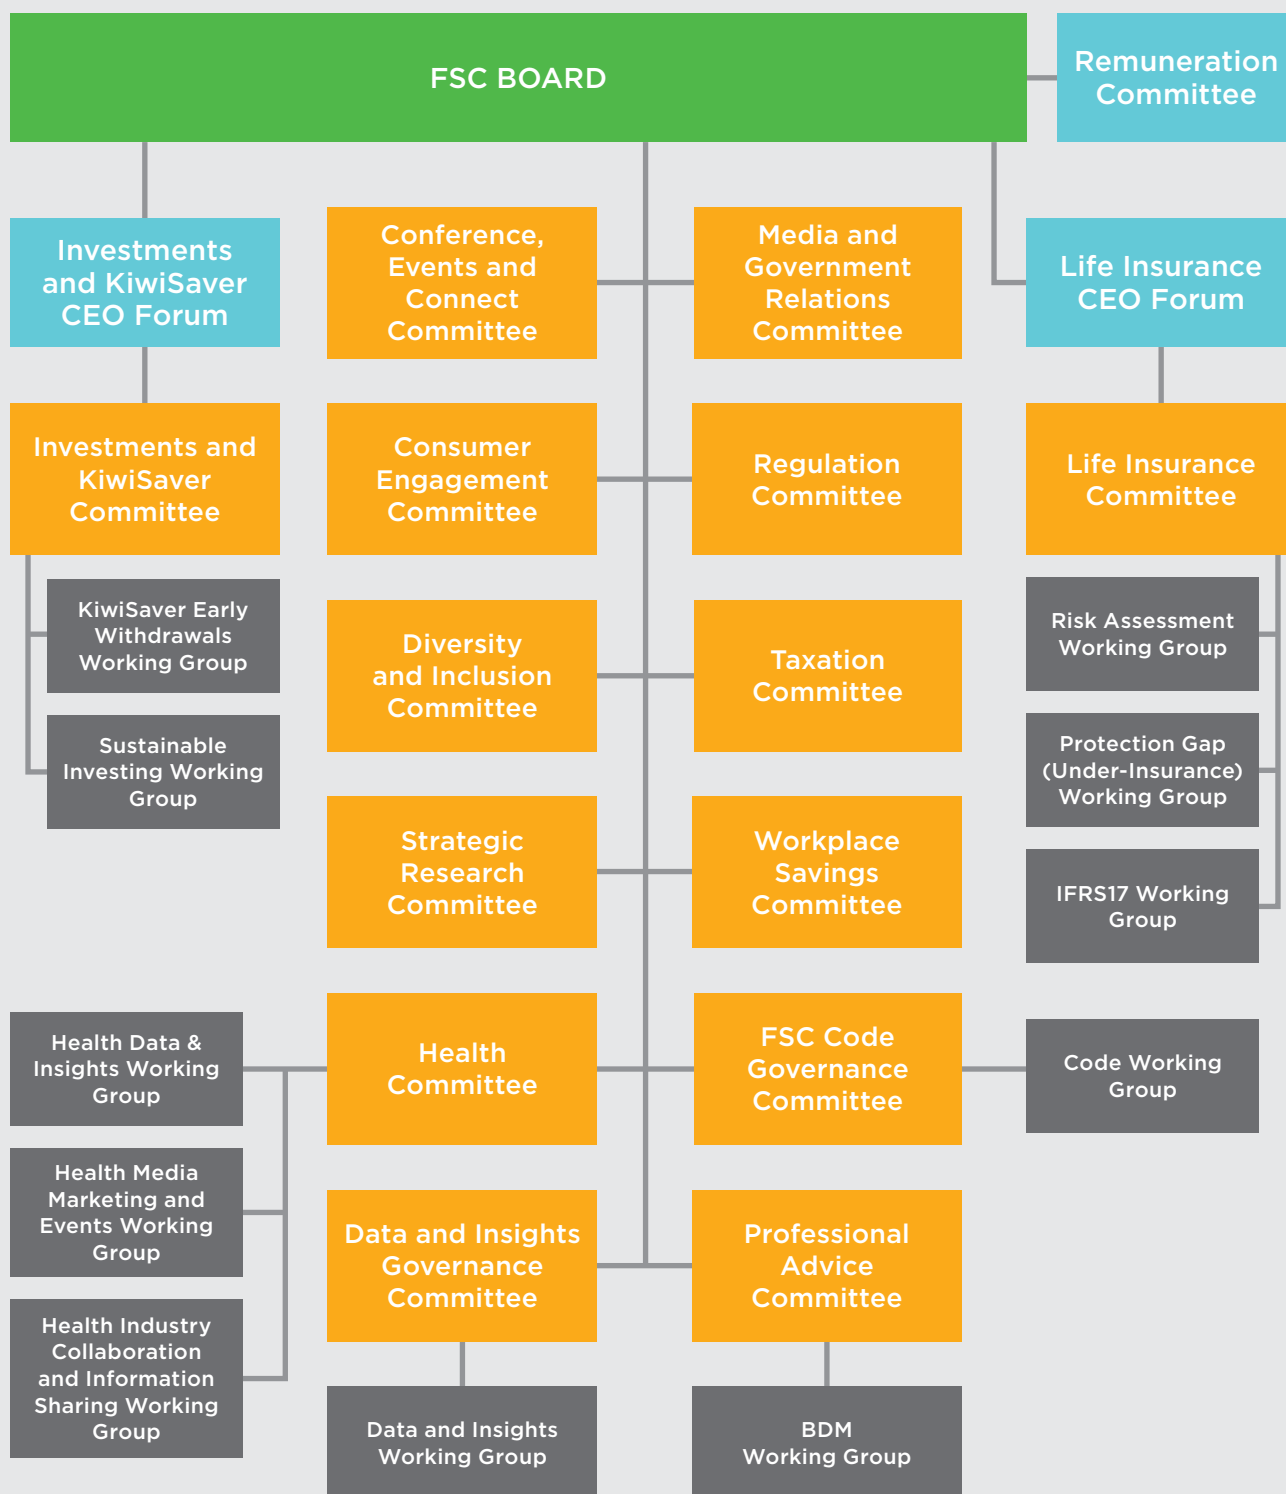 FSC BOARD
Remuneration
Committee
Investments
and KiwiSaver
CEO Forum
Conference,
Events and
Connect
Committee
Media and
Government
Relations
Committee
Life Insurance
CEO Forum
Investments and
KiwiSaver
Committee
Consumer
Engagement
Committee
Regulation
Committee
Life Insurance
Committee
KiwiSaver Early
Withdrawals
Working Group
Diversity
and Inclusion
Committee
Taxation
Committee
Risk Assessment
Working Group
Sustainable
Investing Working
Group
Protection Gap
(Under-Insurance)
Working Group
Strategic
Research
Committee
Workplace
Savings
Committee
IFRS17 Working
Group
Health Data &
Insights Working
Group
Health
Committee
FSC Code
Governance
Committee
Code Working
Group
Health Media
Marketing and
Events Working
Group
Data and Insights
Governance
Committee
Professional
Advice
Committee
Health Industry
Collaboration
and Information
Sharing Working
Group
Data and Insights
Working Group
BDM
Working Group